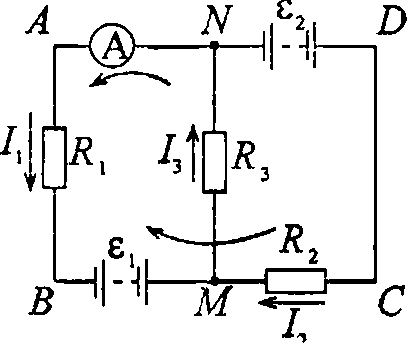 A A N ε₂ D
I₁ R₁ I₃ R₃
ε₁ R₂
B M C
I₂